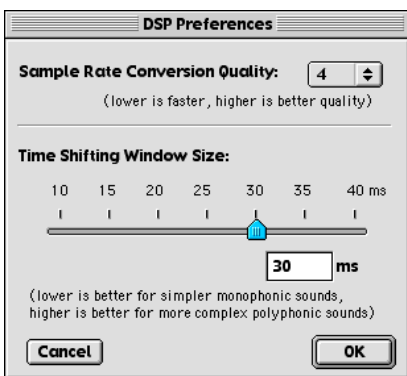 DSP Preferences
Sample Rate Conversion Quality: 4
(lower is faster, higher is better quality)
Time Shifting Window Size:
10 15 20 25 30 35 40 ms
30 ms
(lower is better for simpler monophonic sounds,
higher is better for more complex polyphonic sounds)
Cancel OK